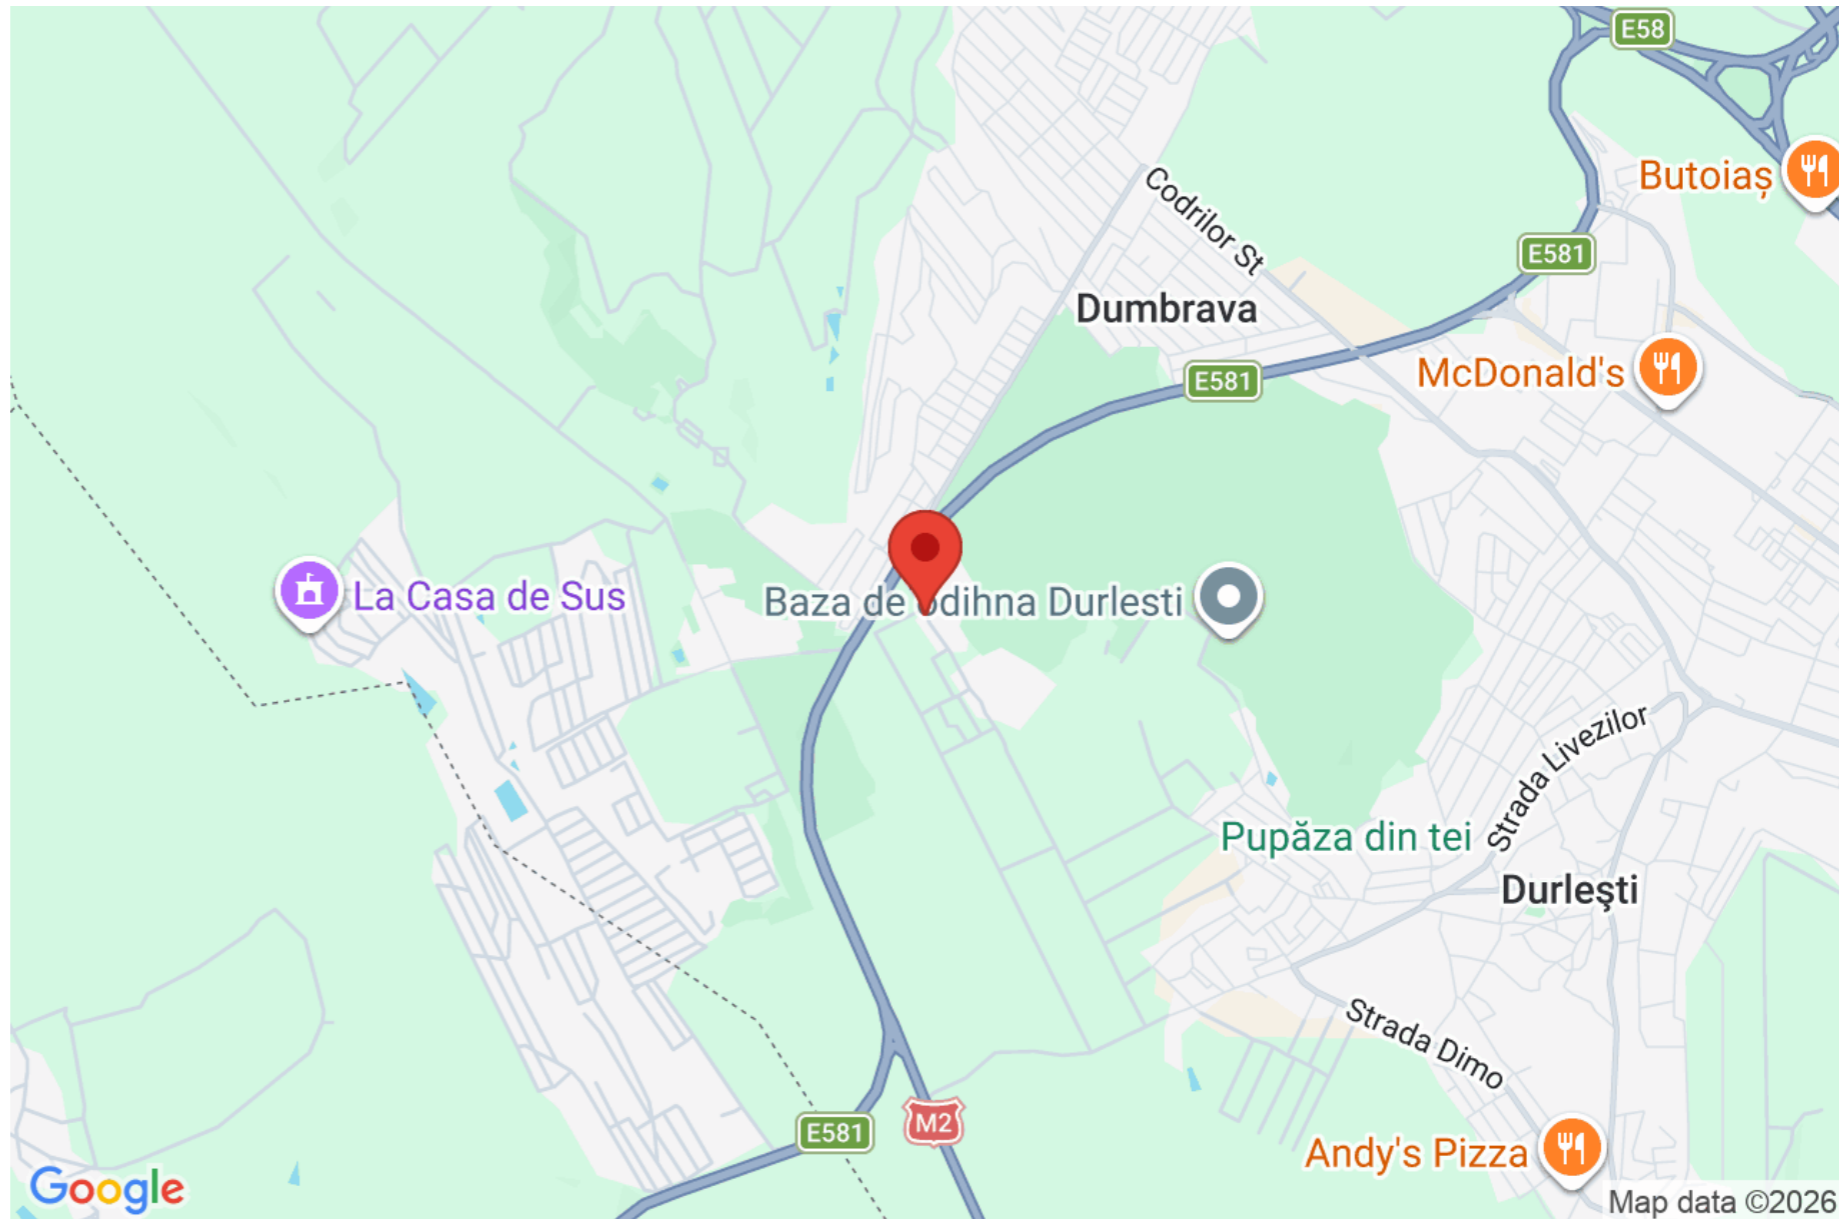 E58
Butoiaș
Codrilor St
E581
Dumbrava
McDonald's
E581
La Casa de Sus
Baza de odihna Durlesti
Strada Livezilor
Pupăza din tei
Durleşti
Strada Dimo
E581
M2
Andy's Pizza
Google
Map data ©2026